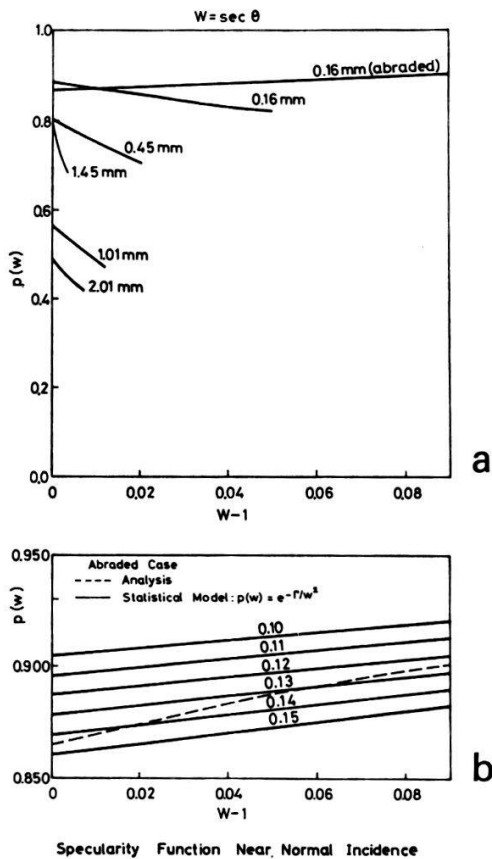 W = sec θ
1.0
0.8
0.6
0.4
0,2
0.0
p(w)
0.16 mm (abraded)
0.16 mm
0.45 mm
1.45 mm
1.01 mm
2.01 mm
0
0.02
0.04
0.06
0.08
W-1
a
0.950
0.900
0.850
p(w)
Abraded Case
Analysis
Statistical Model : p(w) = e^-Γ/w²
0.10
0.11
0.12
0.13
0.14
0.15
0
0.02
0.04
0.06
0.08
W-1
b
Specularity Function Near Normal Incidence